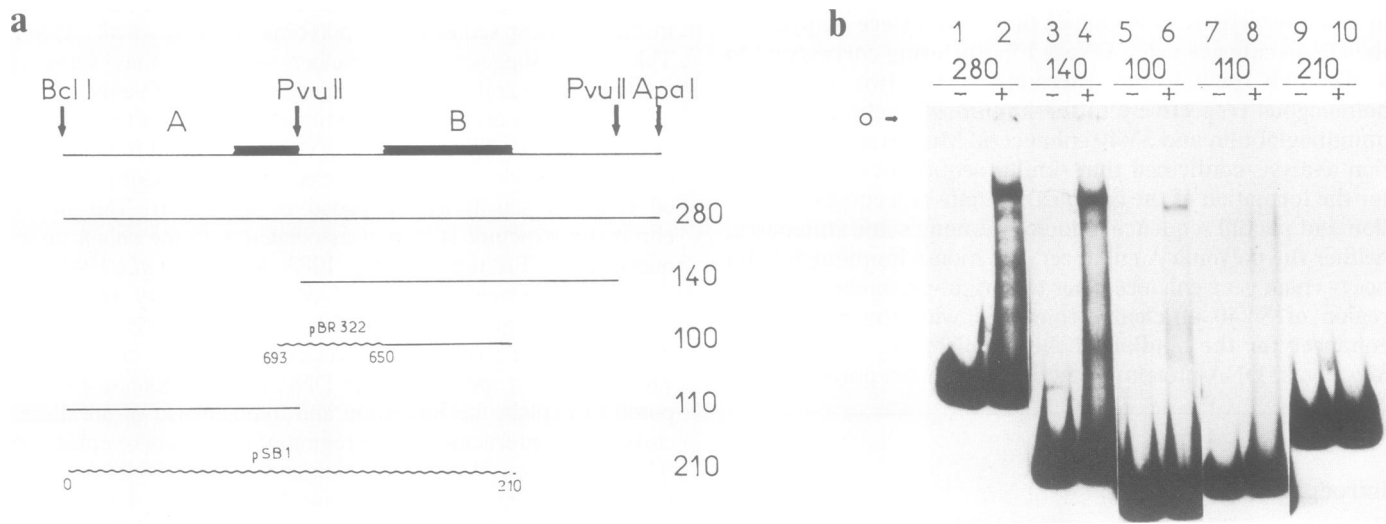 a
BclI PvuII PvuII ApaI
A B
280
140
pBR322
693 650 100
110
pSB1
210
0 210
b
1 2 3 4 5 6 7 8 9 10
280 140 100 110 210
− + − + − + − + − +
O →